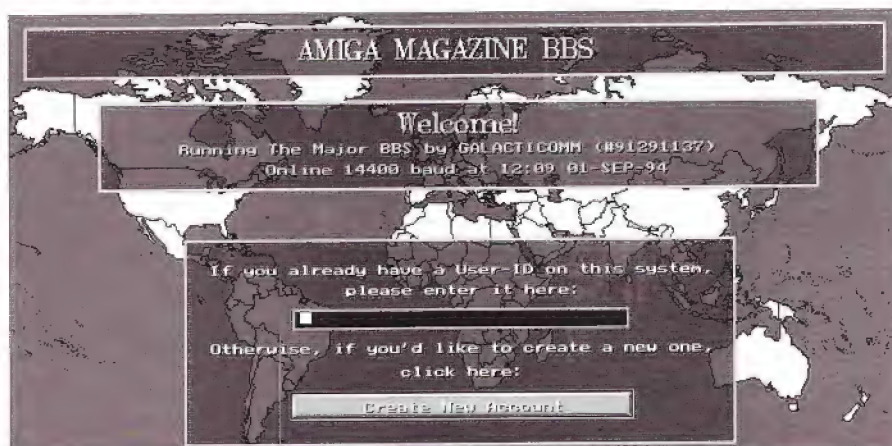 AMIGA MAGAZINE BBS
Welcome!
Running The Major BBS by GALACTICOMM (#91291137)
Online 14400 baud at 12:09 01-SEP-94
If you already have a User-ID on this system,
please enter it here:
Otherwise, if you'd like to create a new one,
click here:
Create New Account